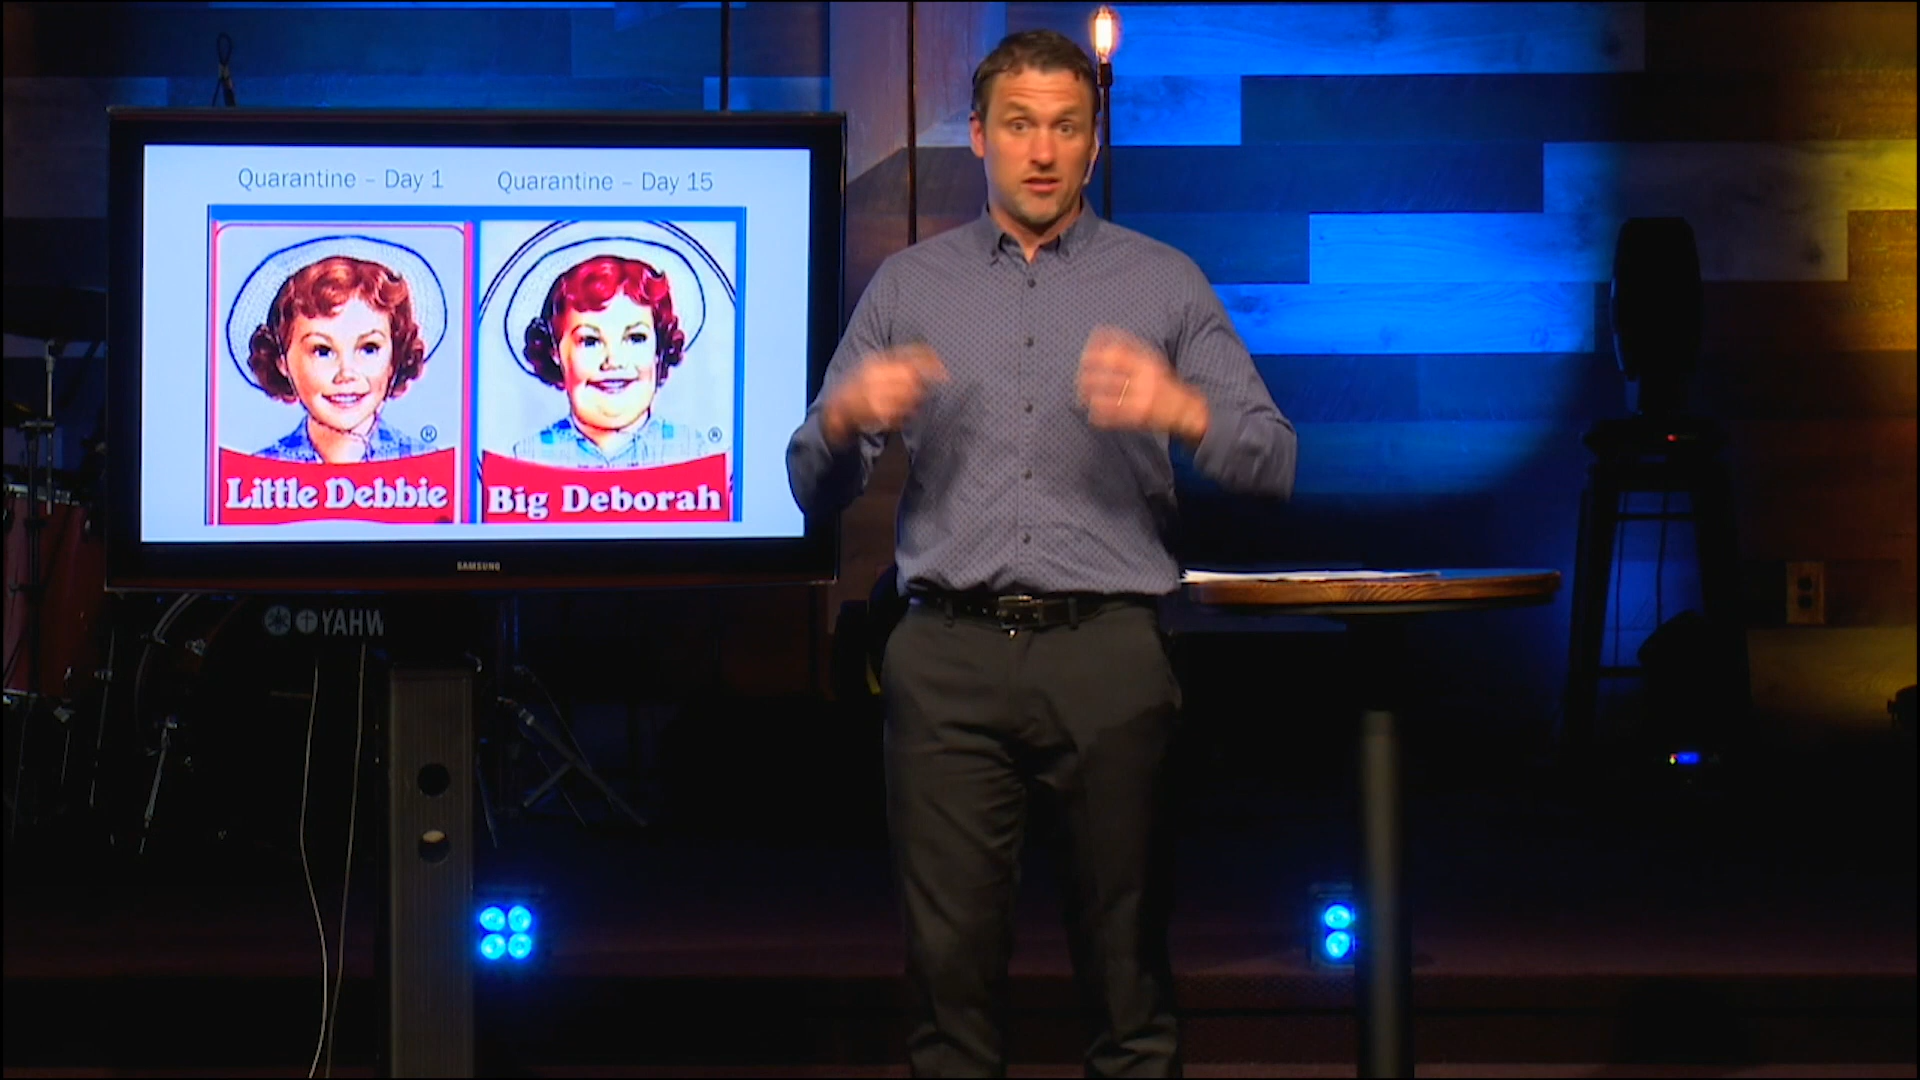 Quarantine – Day 1
Quarantine – Day 15
®
®
Little Debbie
Big Deborah
SAMSUNG
YAHW